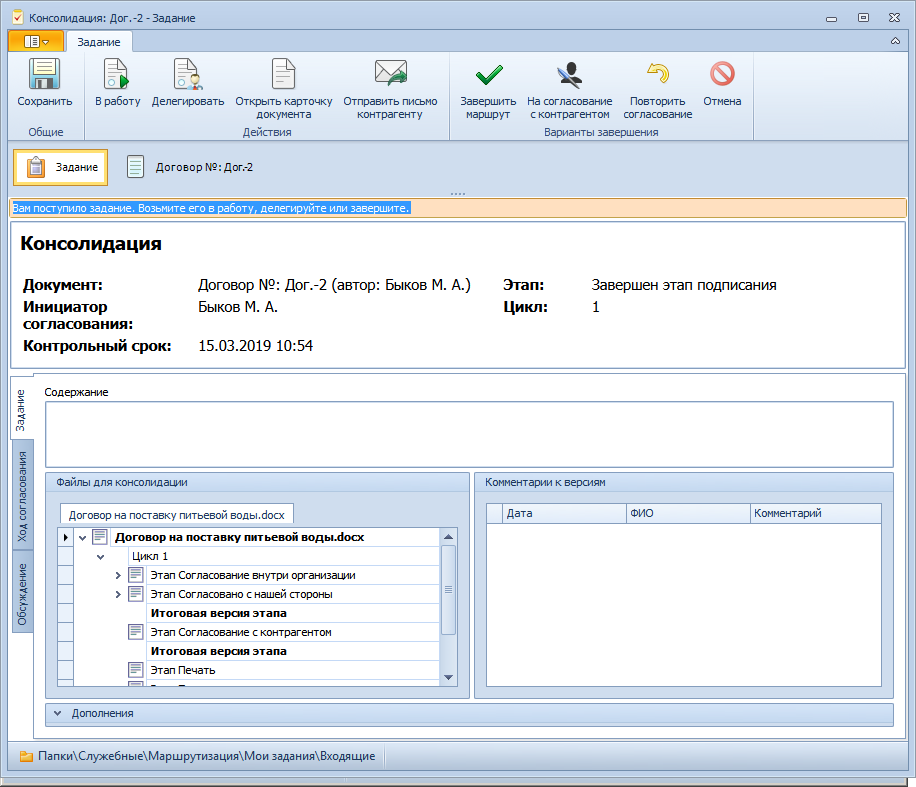 Консолидация: Дог.-2 - Задание
Задание
Сохранить
В работу
Делегировать
Открыть карточку
документа
Отправить письмо
контрагенту
Завершить
маршрут
На согласование
с контрагентом
Повторить
согласование
Отмена
Общие
Действия
Варианты завершения
Задание
Договор №: Дог.-2
Вам поступило задание. Возьмите его в работу, делегируйте или завершите.
Консолидация
Документ: Договор №: Дог.-2 (автор: Быков М. А.) Этап: Завершен этап подписания
Инициатор
согласования: Быков М. А. Цикл: 1
Контрольный срок: 15.03.2019 10:54
Задание
Ход согласования
Обсуждение
Содержание
Файлы для консолидации
Договор на поставку питьевой воды.docx
Договор на поставку питьевой воды.docx
Цикл 1
Этап Согласование внутри организации
Этап Согласовано с нашей стороны
Итоговая версия этапа
Этап Согласование с контрагентом
Итоговая версия этапа
Этап Печать
Комментарии к версиям
Дата ФИО Комментарий
Дополнения
Папки\Служебные\Маршрутизация\Мои задания\Входящие